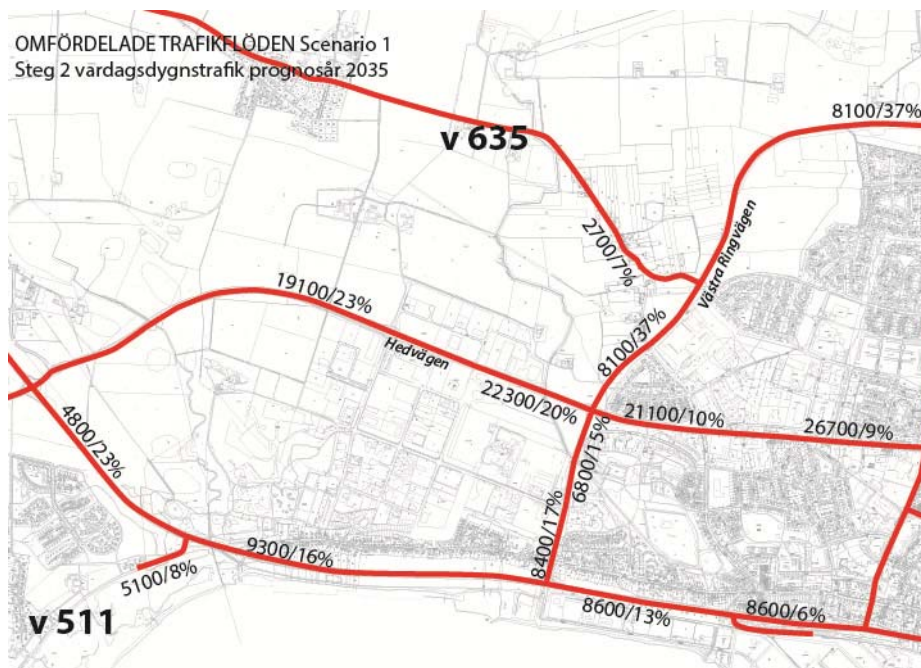 OMFÖRDELADE TRAFIKFLÖDEN Scenario 1
Steg 2 vardagsdygnstrafik prognosår 2035
8100/37%
v 635
2700/7%
Västra Ringvägen
19100/23%
Hedvägen
8100/37%
22300/20%
21100/10%
26700/9%
4800/23%
6800/15%
8400/17%
9300/16%
5100/8%
8600/13%
8600/6%
v 511